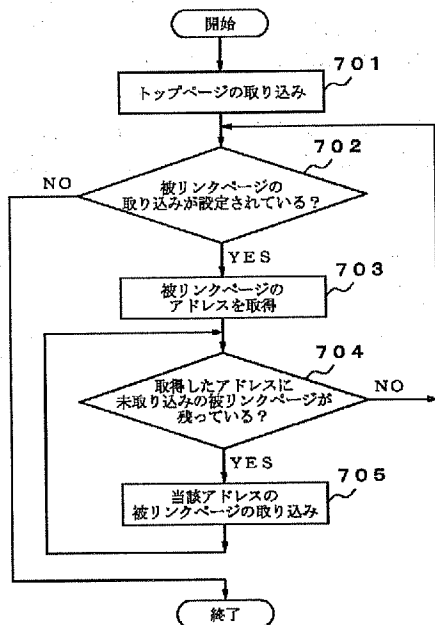 開始
701
トップページの取り込み
702
NO
被リンクページの
取り込みが設定されている?
YES
703
被リンクページの
アドレスを取得
704
取得したアドレスに
未取り込みの被リンクページが
残っている?
NO
YES
705
当該アドレスの
被リンクページの取り込み
終了